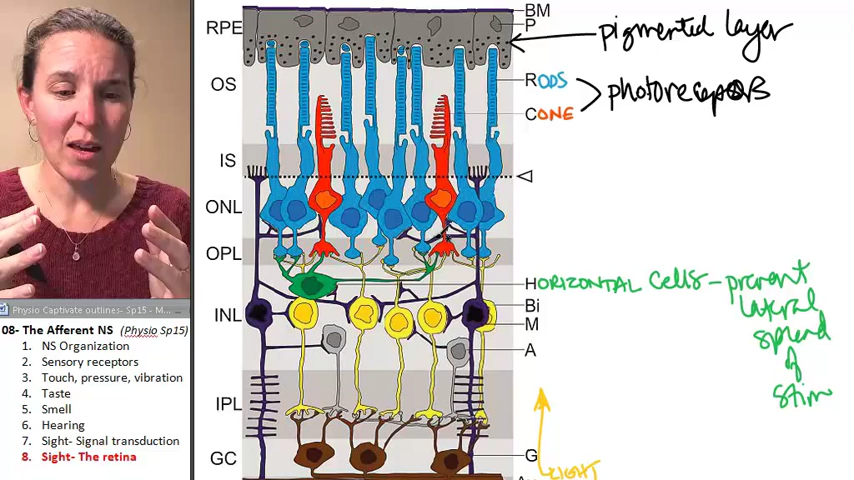 BM
RPE
P
pigmented layer
OS
RODS
photoreceptors
CONE
IS
ONL
OPL
HORIZONTAL cells - prevent
lateral
spread
of
stim
Bi
INL
M
A
IPL
GC
G
LIGHT
Physio Captivate outlines- Sp15 - M...
08- The Afferent NS (Physio Sp15)
1. NS Organization
2. Sensory receptors
3. Touch, pressure, vibration
4. Taste
5. Smell
6. Hearing
7. Sight- Signal transduction
8. Sight- The retina